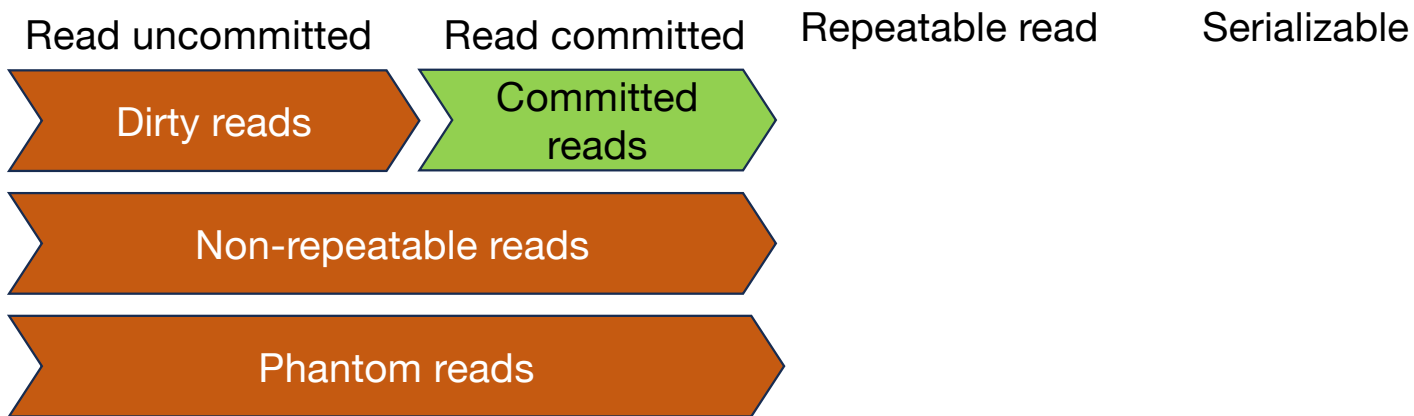 Read uncommitted Read committed Repeatable read Serializable
Dirty reads
Committed
reads
Non-repeatable reads
Phantom reads